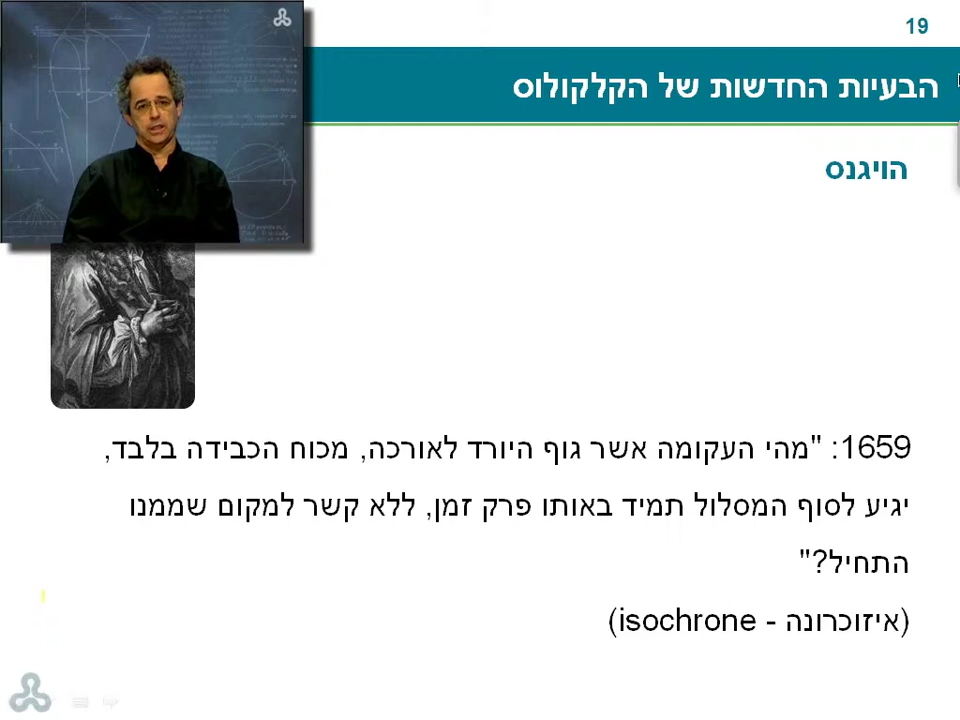 19
הבעיות החדשות של הקלקולוס
הויגנס
1659: "מהי העקומה אשר גוף היורד לאורכה, מכוח הכבידה בלבד,
יגיע לסוף המסלול תמיד באותו פרק זמן, ללא קשר למקום שממנו
התחיל?"
(איזוכרונה - isochrone)